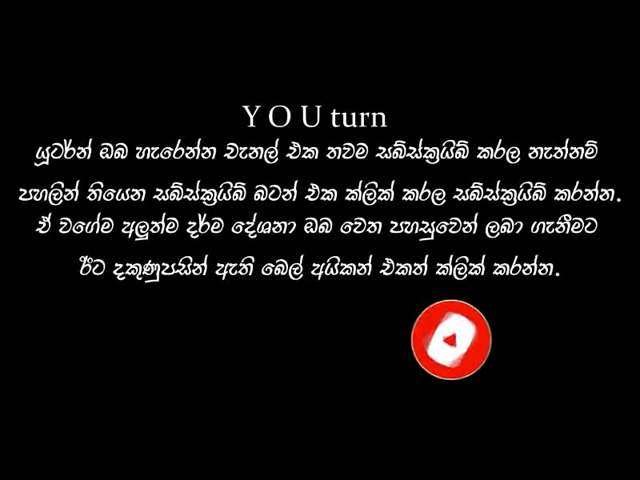 Y O U turn
යූටර්න් ඔබ හැරෙන්න චැනල් එක තවම සබ්ස්ක්‍රයිබ් කරල නැත්නම්
පහලින් තියෙන සබ්ස්ක්‍රයිබ් බටන් එක ක්ලික් කරල සබ්ස්ක්‍රයිබ් කරන්න.
ඒ වගේම අලුත්ම දර්ම දේශනා ඔබ වෙත පහසුවෙන් ලබා ගැනීමට
ඊට දකුණුපසින් ඇති බෙල් අයිකන් එකත් ක්ලික් කරන්න.